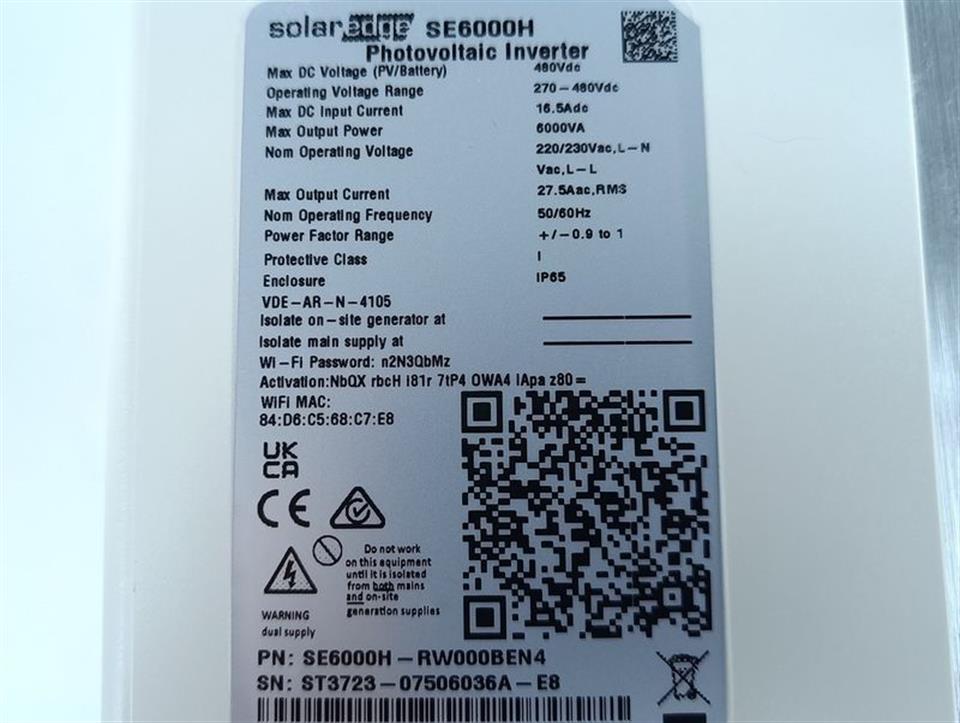 solaredge SE6000H
Photovoltaic Inverter
Max DC Voltage (PV/Battery) 480Vdc
Operating Voltage Range 270-480Vdc
Max DC Input Current 16.5Adc
Max Output Power 6000VA
Nom Operating Voltage 220/230Vac,L-N
Vac,L-L
Max Output Current 27.5Aac,RMS
Nom Operating Frequency 50/60Hz
Power Factor Range +/-0.9 to 1
Protective Class I
Enclosure IP65
VDE-AR-N-4105
Isolate on-site generator at
Isolate main supply at
Wi-Fi Password: n2N3QbMz
Activation:NbQX rbcH i81r 7tP4 OWA4 IApa z80=
WiFi MAC:
84:D6:C5:68:C7:E8
UK
CA
CE
Do not work
on this equipment
until it is isolated
from both mains
and on-site
generation supplies
WARNING
dual supply
PN: SE6000H-RW000BEN4
SN: ST3723-07506036A-E8